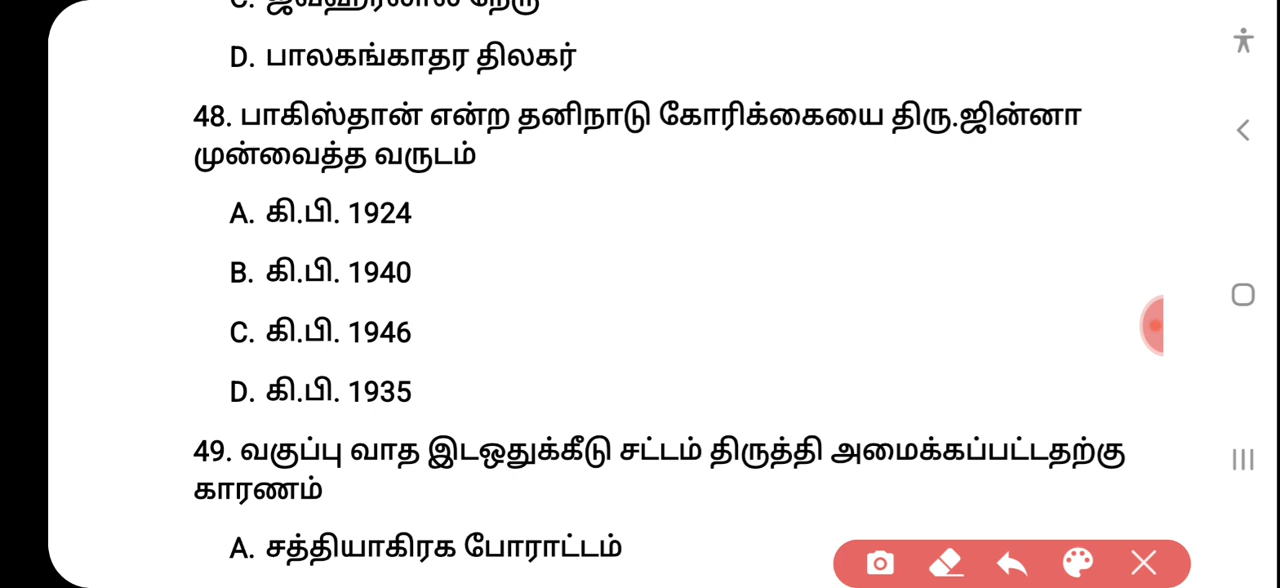 C. ஜவஹர்லால் நேரு
D. பாலகங்காதர திலகர்
48. பாகிஸ்தான் என்ற தனிநாடு கோரிக்கையை திரு.ஜின்னா
முன்வைத்த வருடம்
A. கி.பி. 1924
B. கி.பி. 1940
C. கி.பி. 1946
D. கி.பி. 1935
49. வகுப்பு வாத இடஒதுக்கீடு சட்டம் திருத்தி அமைக்கப்பட்டதற்கு
காரணம்
A. சத்தியாகிரக போராட்டம்